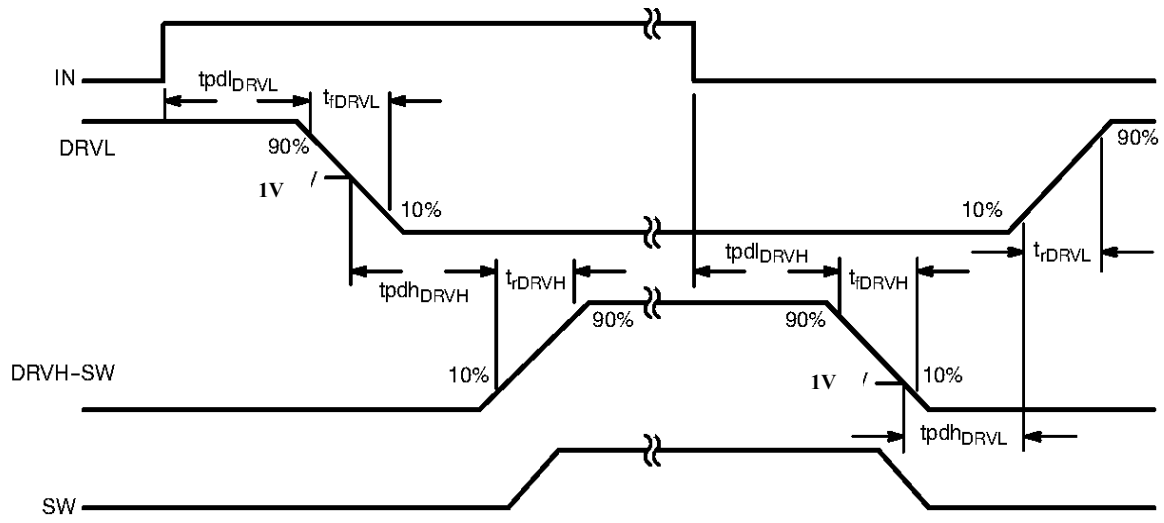 IN
tpdlDRVL
tfDRVL
DRVL
90%
90%
1V
10%
10%
tpdlDRVH
trDRVL
tpdhDRVH
trDRVH
tfDRVH
90%
90%
DRVH-SW
10%
1V
10%
tpdhDRVL
SW